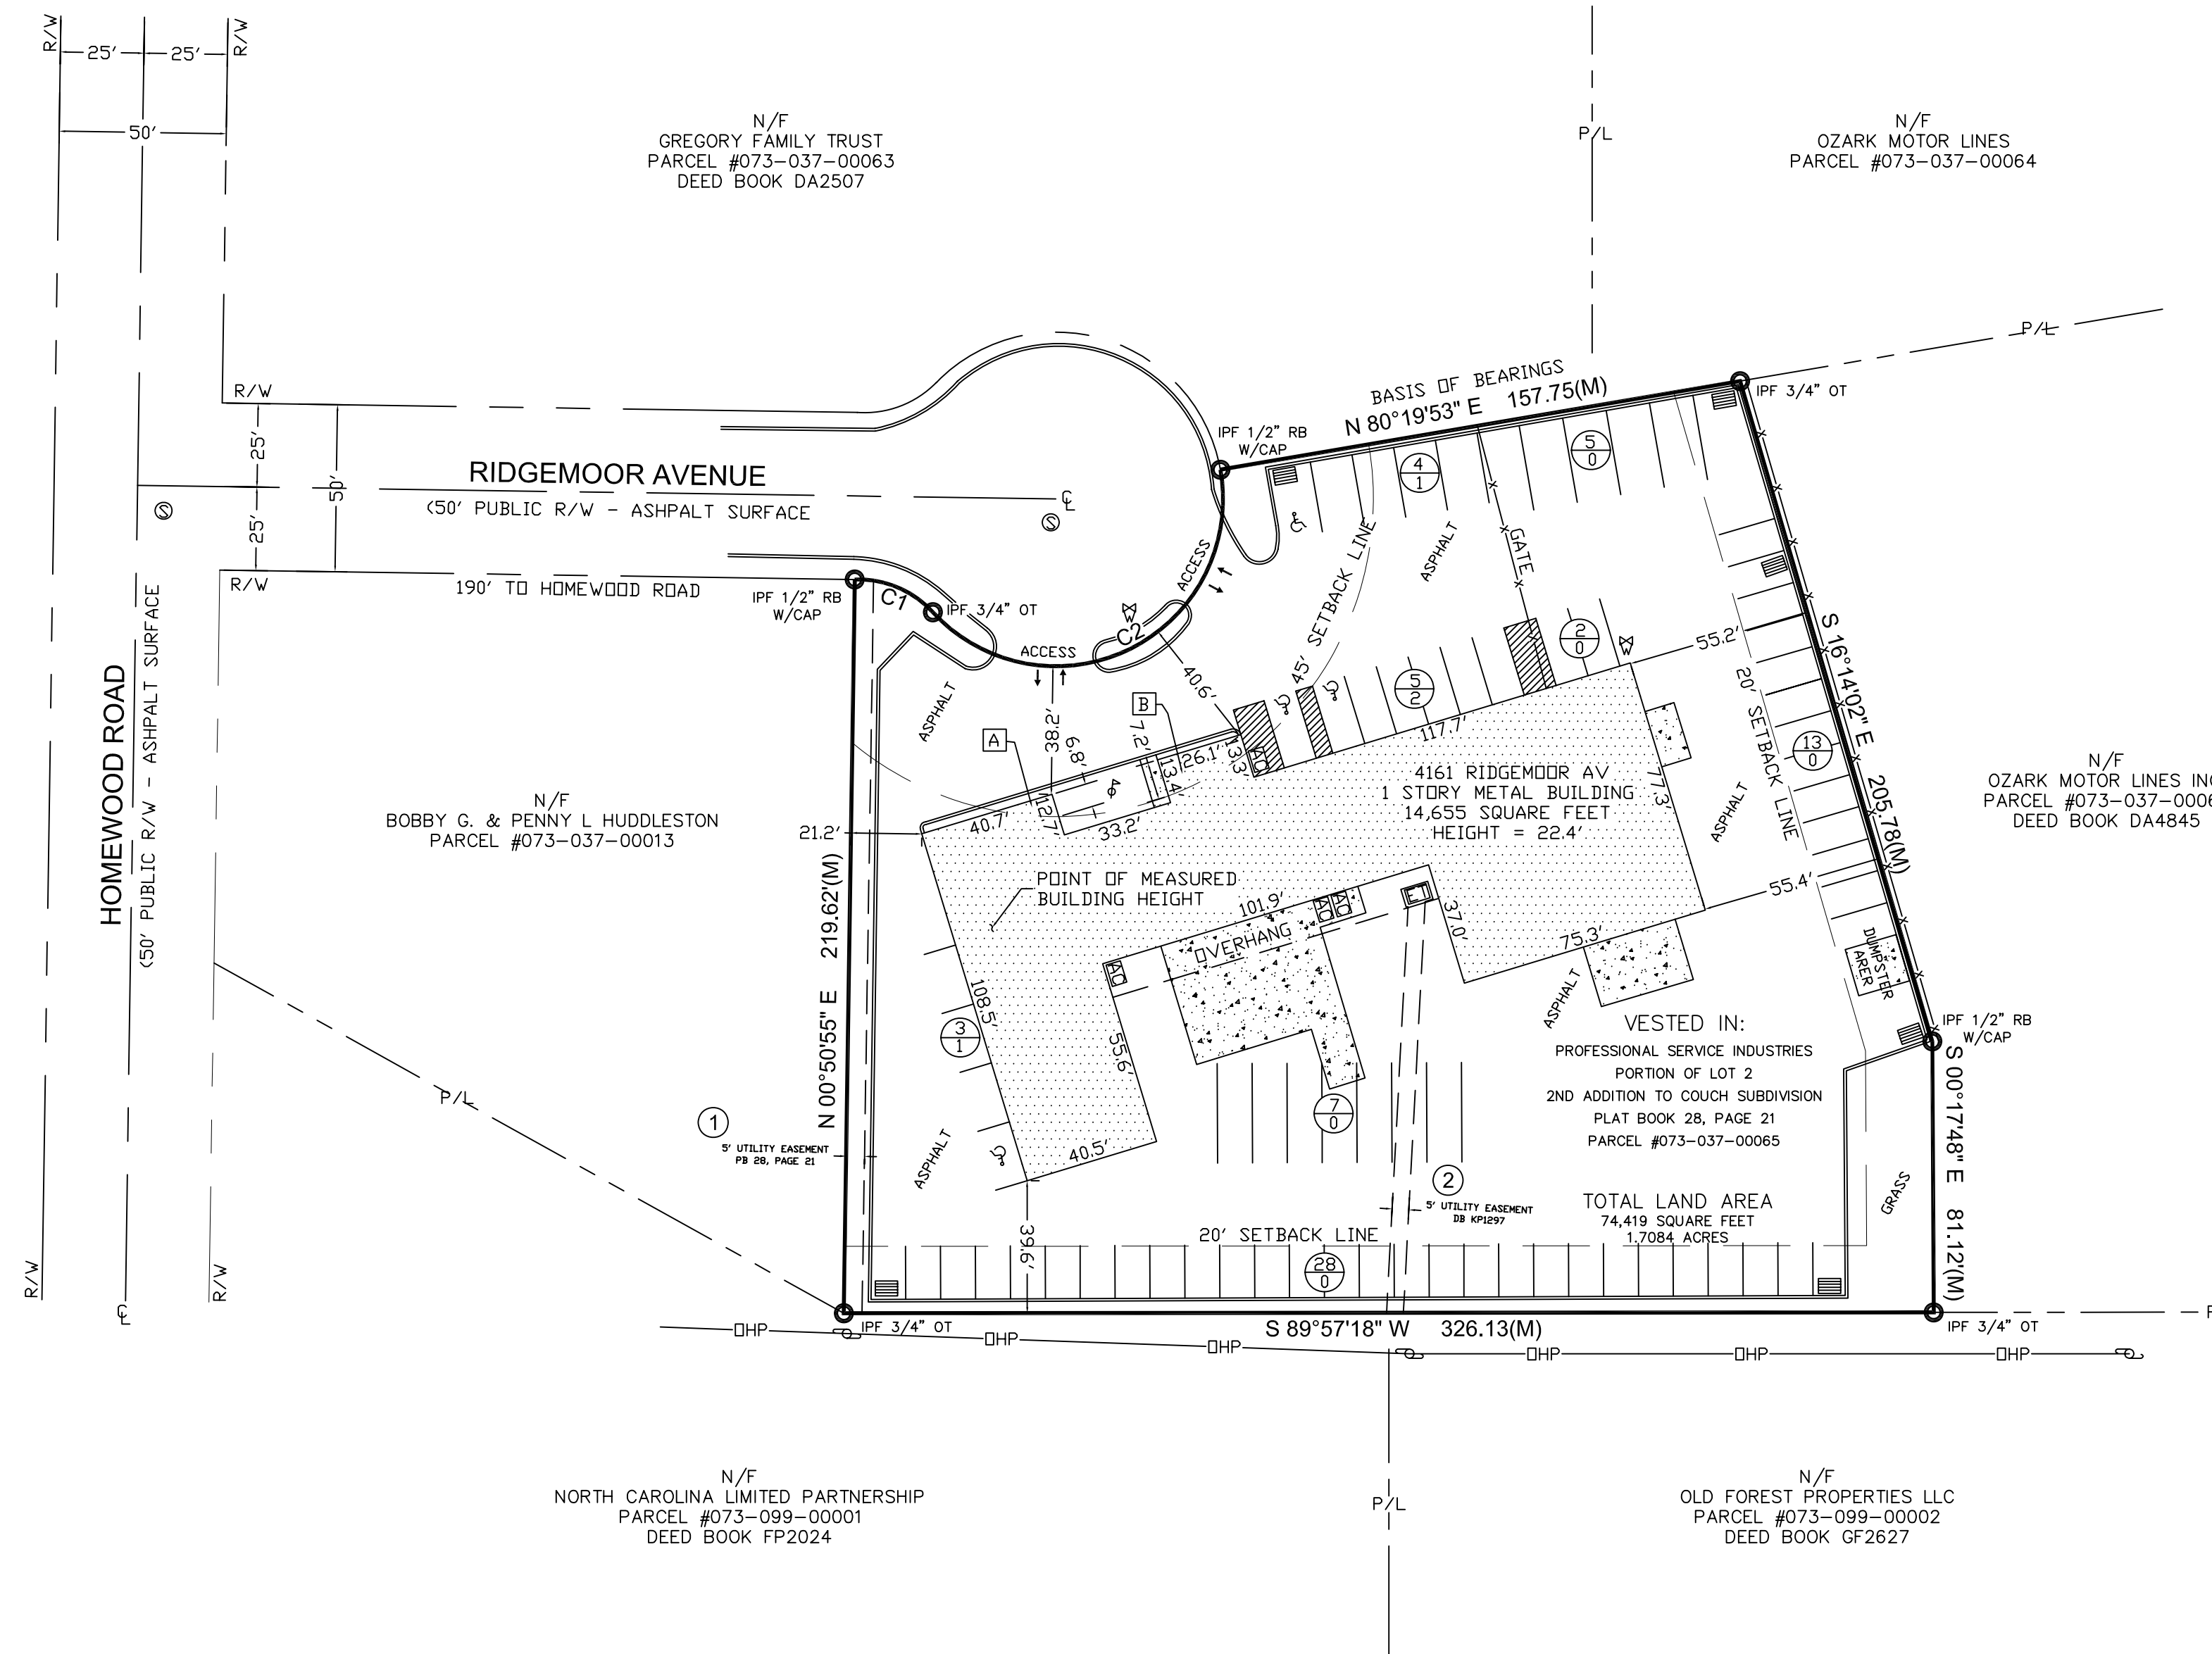 R/W
R/W
25'
25'
50'
N/F
GREGORY FAMILY TRUST
PARCEL #073-037-00063
DEED BOOK DA2507
P/L
N/F
OZARK MOTOR LINES
PARCEL #073-037-00064
P/L
R/W
25'
25'
50'
RIDGEMOOR AVENUE
(50' PUBLIC R/W - ASHPALT SURFACE
℄
S
S
R/W
190' TO HOMEWOOD ROAD
IPF 1/2" RB
W/CAP
BASIS OF BEARINGS
N 80°19'53" E 157.75(M)
IPF 3/4" OT
IPF 1/2" RB
W/CAP
C1
IPF 3/4" OT
ACCESS
C2
ACCESS
W
4
1
5
0
ASPHALT
GATE
45' SETBACK LINE
2
0
W
5
2
55.2'
20' SETBACK LINE
S 16°14'02" E 205.78(M)
13
0
HOMEWOOD ROAD
(50' PUBLIC R/W - ASHPALT SURFACE
ASPHALT
38.2'
40.6'
A
B
6.8'
7.2'
13.4'
26.1'
13.3'
AC
117.7'
77.3'
4161 RIDGEMOOR AV
1 STORY METAL BUILDING
14,655 SQUARE FEET
HEIGHT = 22.4'
ASPHALT
N/F
BOBBY G. & PENNY L HUDDLESTON
PARCEL #073-037-00013
21.2'
40.7'
12.7'
33.2'
N/F
OZARK MOTOR LINES INC
PARCEL #073-037-006
DEED BOOK DA4845
POINT OF MEASURED
BUILDING HEIGHT
101.9'
AC
AC
ET
OVERHANG
AC
37.0'
75.3'
55.4'
DUMPSTER
ARER
ASPHALT
N 00°50'55" E 219.62'(M)
108.5'
3
1
55.6'
7
0
VESTED IN:
PROFESSIONAL SERVICE INDUSTRIES
PORTION OF LOT 2
2ND ADDITION TO COUCH SUBDIVISION
PLAT BOOK 28, PAGE 21
PARCEL #073-037-00065
IPF 1/2" RB
W/CAP
S 00°17'48" E 81.12'(M)
P/L
1
5' UTILITY EASEMENT
PB 28, PAGE 21
ASPHALT
40.5'
39.6'
2
5' UTILITY EASEMENT
DB KP1297
TOTAL LAND AREA
74,419 SQUARE FEET
1.7084 ACRES
GRASS
20' SETBACK LINE
28
0
R/W
℄
R/W
IPF 3/4" OT
S 89°57'18" W 326.13(M)
IPF 3/4" OT
OHP
OHP
OHP
OHP
OHP
OHP
N/F
NORTH CAROLINA LIMITED PARTNERSHIP
PARCEL #073-099-00001
DEED BOOK FP2024
P/L
N/F
OLD FOREST PROPERTIES LLC
PARCEL #073-099-00002
DEED BOOK GF2627